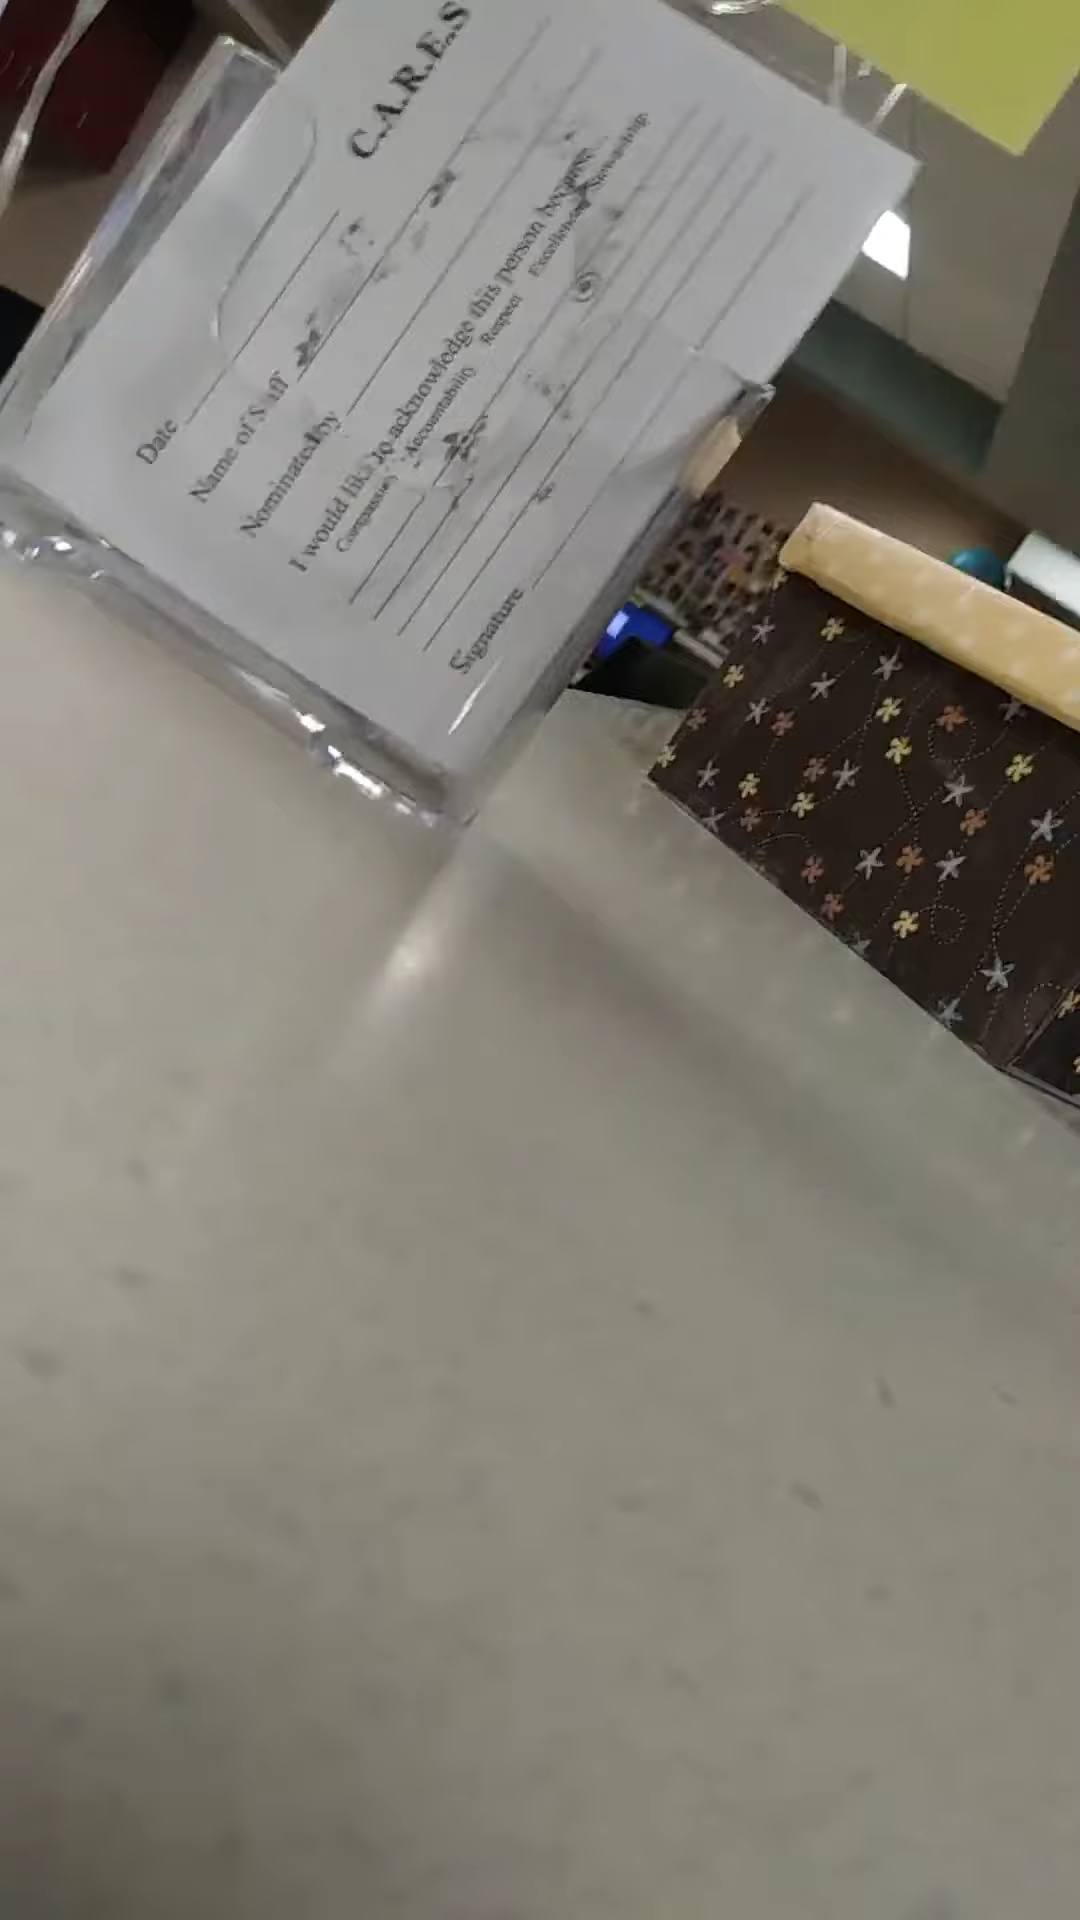 C.A.R.E.S
Date
Name of Staff
Nominated by
I would like to acknowledge this person because
Compassion Accountability Respect Excellence Stewardship
Signature